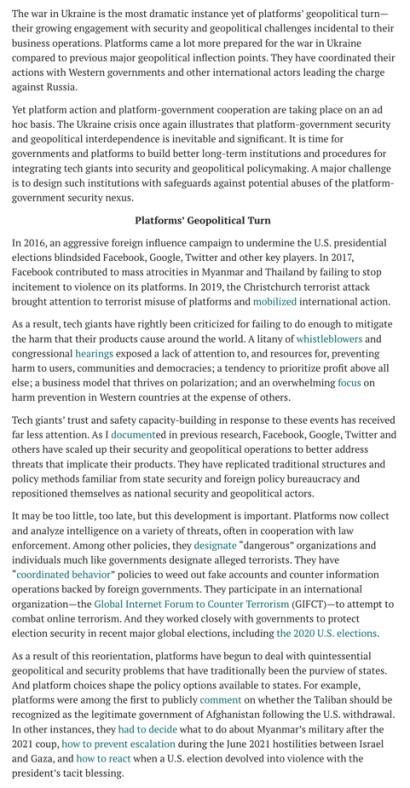 The war in Ukraine is the most dramatic instance yet of platforms' geopolitical turn—
their growing engagement with security and geopolitical challenges incidental to their
business operations. Platforms came a lot more prepared for the war in Ukraine
compared to previous major geopolitical inflection points. They have coordinated their
actions with Western governments and other international actors leading the charge
against Russia.
Yet platform action and platform-government cooperation are taking place on an ad
hoc basis. The Ukraine crisis once again illustrates that platform-government security
and geopolitical interdependence is inevitable and significant. It is time for
governments and platforms to build better long-term institutions and procedures for
integrating tech giants into security and geopolitical policymaking. A major challenge
is to design such institutions with safeguards against potential abuses of the platform-
government security nexus.
Platforms' Geopolitical Turn
In 2016, an aggressive foreign influence campaign to undermine the U.S. presidential
elections blindsided Facebook, Google, Twitter and other key players. In 2017,
Facebook contributed to mass atrocities in Myanmar and Thailand by failing to stop
incitement to violence on its platforms. In 2019, the Christchurch terrorist attack
brought attention to terrorist misuse of platforms and mobilized international action.
As a result, tech giants have rightly been criticized for failing to do enough to mitigate
the harm that their products cause around the world. A litany of whistleblowers and
congressional hearings exposed a lack of attention to, and resources for, preventing
harm to users, communities and democracies; a tendency to prioritize profit above all
else; a business model that thrives on polarization; and an overwhelming focus on
harm prevention in Western countries at the expense of others.
Tech giants' trust and safety capacity-building in response to these events has received
far less attention. As I documented in previous research, Facebook, Google, Twitter and
others have scaled up their security and geopolitical operations to better address
threats that implicate their products. They have replicated traditional structures and
policy methods familiar from state security and foreign policy bureaucracy and
repositioned themselves as national security and geopolitical actors.
It may be too little, too late, but this development is important. Platforms now collect
and analyze intelligence on a variety of threats, often in cooperation with law
enforcement. Among other policies, they designate "dangerous" organizations and
individuals much like governments designate alleged terrorists. They have
"coordinated behavior" policies to weed out fake accounts and counter information
operations backed by foreign governments. They participate in an international
organization—the Global Internet Forum to Counter Terrorism (GIFCT)—to attempt to
combat online terrorism. And they worked closely with governments to protect
election security in recent major global elections, including the 2020 U.S. elections.
As a result of this reorientation, platforms have begun to deal with quintessential
geopolitical and security problems that have traditionally been the purview of states.
And platform choices shape the policy options available to states. For example,
platforms were among the first to publicly comment on whether the Taliban should be
recognized as the legitimate government of Afghanistan following the U.S. withdrawal.
In other instances, they had to decide what to do about Myanmar's military after the
2021 coup, how to prevent escalation during the June 2021 hostilities between Israel
and Gaza, and how to react when a U.S. election devolved into violence with the
president's tacit blessing.